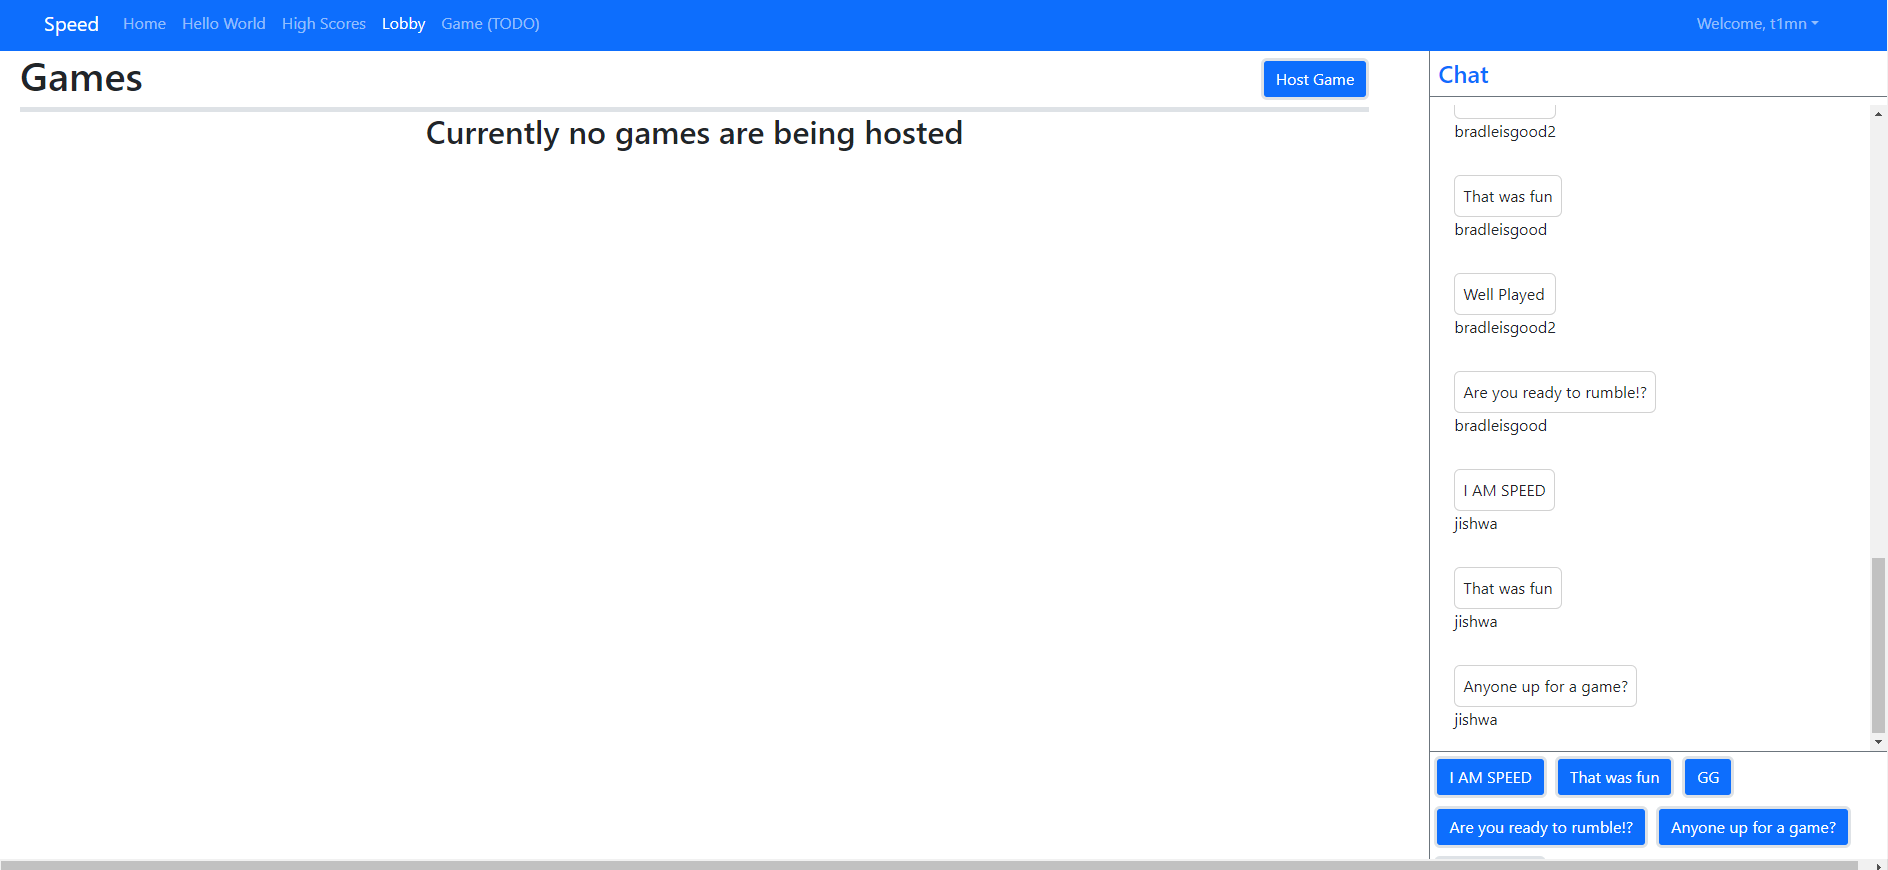 Speed Home Hello World High Scores Lobby Game (TODO) Welcome, t1mn
Games
Host Game
Currently no games are being hosted
Chat
bradleisgood2
That was fun
bradleisgood
Well Played
bradleisgood2
Are you ready to rumble!?
bradleisgood
I AM SPEED
jishwa
That was fun
jishwa
Anyone up for a game?
jishwa
I AM SPEED That was fun GG
Are you ready to rumble!? Anyone up for a game?